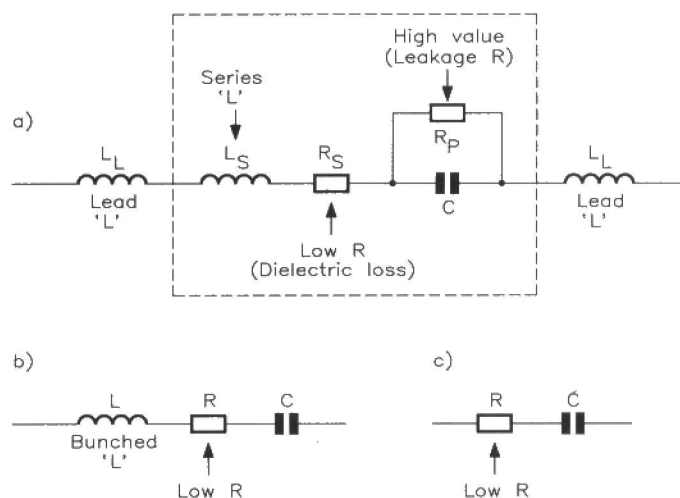 High value
(Leakage R)
Series
'L'
a)
R_P
L_L
L_S
R_S
L_L
C
Lead
'L'
Lead
'L'
Low R
(Dielectric loss)
b)
c)
L
R
C
R
C
Bunched
'L'
Low R
Low R